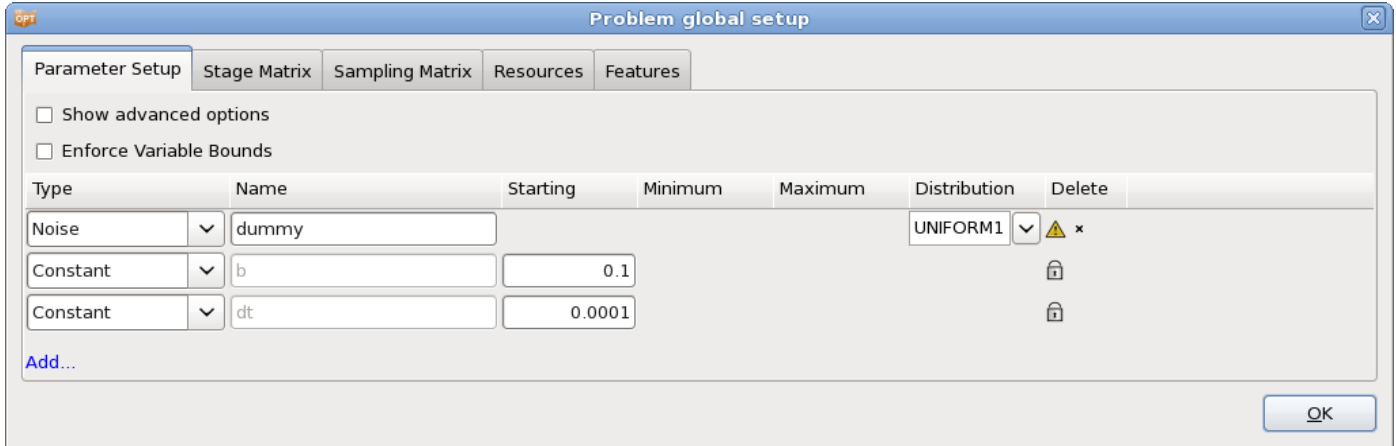 OPT Problem global setup
Parameter Setup Stage Matrix Sampling Matrix Resources Features
Show advanced options
Enforce Variable Bounds
Type Name Starting Minimum Maximum Distribution Delete
Noise dummy UNIFORM1
Constant b 0.1
Constant dt 0.0001
Add...
OK